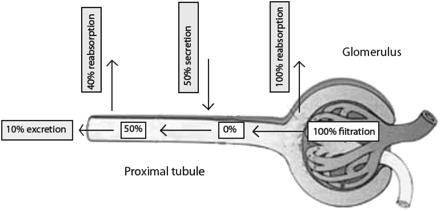 40% reabsorption
50% secretion
100% reabsorption
Glomerulus
10% excretion
50%
0%
100% filtration
Proximal tubule